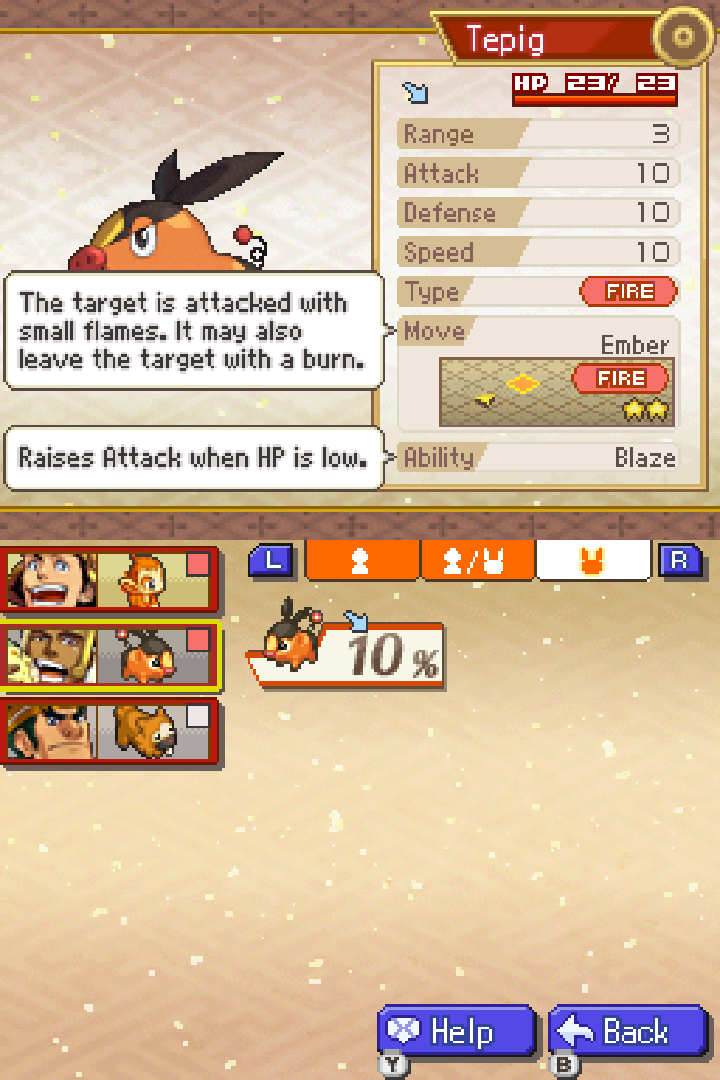 Tepig
HP 23/ 23
Range 3
Attack 10
Defense 10
Speed 10
Type FIRE
The target is attacked with
small flames. It may also
leave the target with a burn.
Move
Ember
FIRE
Raises Attack when HP is low.
Ability Blaze
L / R
10 %
Help Back
Y B